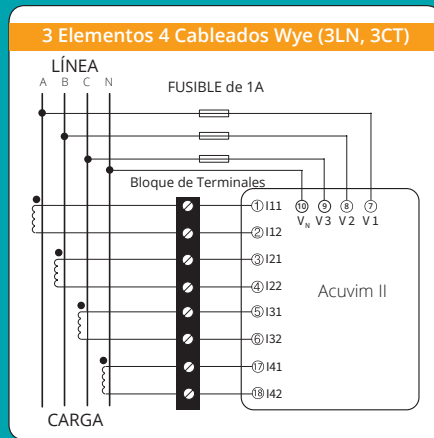 3 Elementos 4 Cableados Wye (3LN, 3CT)
LÍNEA
A B C N
FUSIBLE de 1A
Bloque de Terminales
10 9 8 7
VN V3 V2 V1
1 I11
2 I12
3 I21
4 I22
5 I31
6 I32
17 I41
18 I42
Acuvim II
CARGA